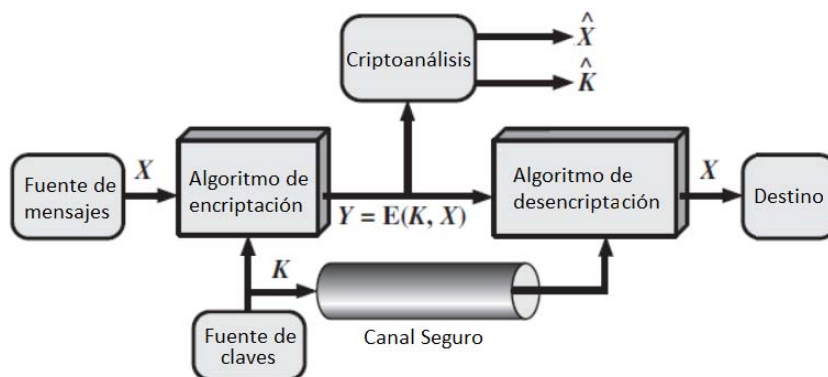 X̂
Criptoanálisis
K̂
Fuente de
mensajes
X
Algoritmo de
encriptación
Y = E(K, X)
Algoritmo de
desencriptación
X
Destino
K
Fuente de
claves
Canal Seguro